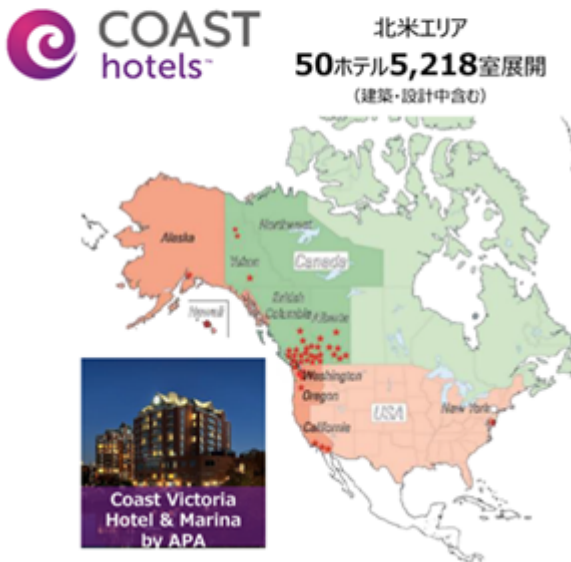 COAST
hotels™
北米エリア
50ホテル5,218室展開
(建築・設計中含む)
Alaska
Northwest
Yukon
Canada
British
Columbia
Alberta
Hawaii
Washington
Oregon
USA
New York
California
Coast Victoria
Hotel & Marina
by APA